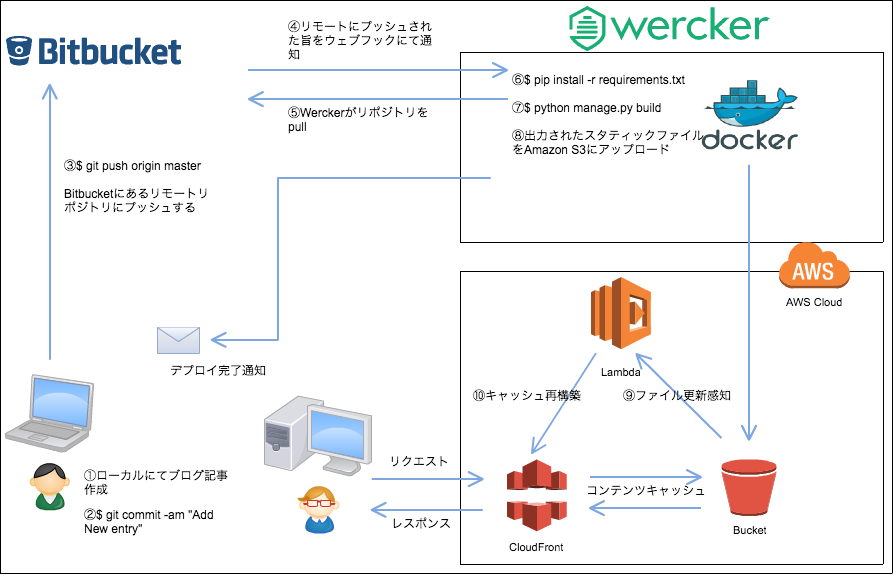 Bitbucket
④リモートにプッシュされ
た旨をウェブフックにて通
知
⑤Werckerがリポジトリを
pull
wercker
⑥$ pip install -r requirements.txt
⑦$ python manage.py build
⑧出力されたスタティックファイル
をAmazon S3にアップロード
docker
③$ git push origin master
Bitbucketにあるリモートリ
ポジトリにプッシュする
デプロイ完了通知
AWS
AWS Cloud
Lambda
⑩キャッシュ再構築
⑨ファイル更新感知
①ローカルにてブログ記事
作成
②$ git commit -am "Add
New entry"
リクエスト
レスポンス
コンテンツキャッシュ
CloudFront
Bucket